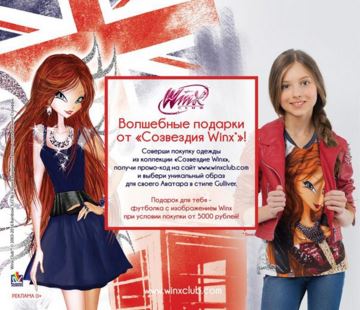 WINX
CLUB
Волшебные подарки
от «Созвездия Winx*»!
Соверши покупку одежды
из коллекции «Созвездие Winx»,
получи промо-код на сайт www.winxclub.com
и выбери уникальный образ
для своего Аватара в стиле Gulliver.
Подарок для тебя -
футболка с изображением Winx
при условии покупки от 5000 рублей!
РЕКЛАМА 0+
www.winxclub.com